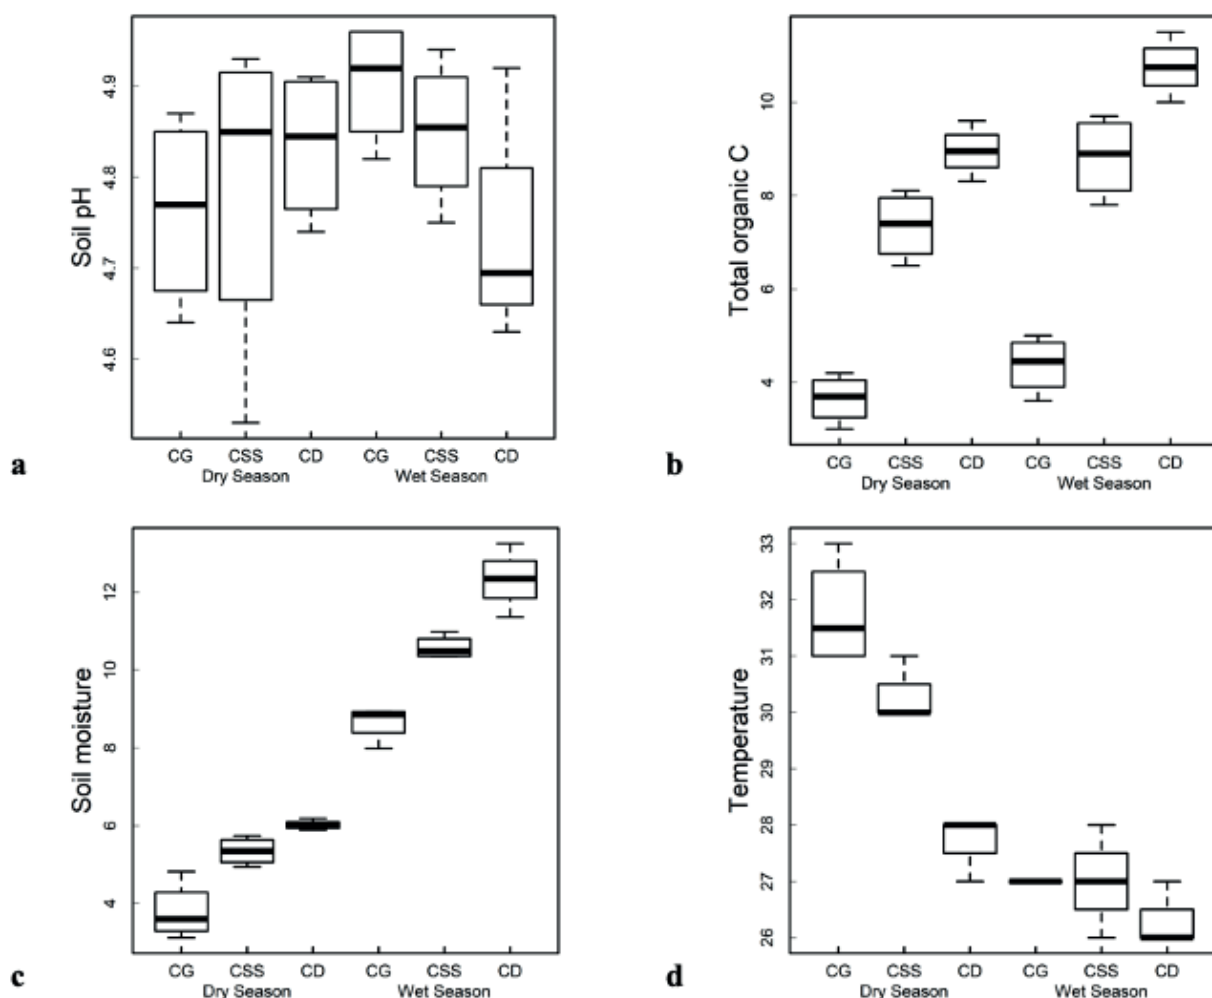 Soil pH
4.9
4.8
4.7
4.6
CG CSS CD CG CSS CD
Dry Season Wet Season
a
Total organic C
10
8
6
4
CG CSS CD CG CSS CD
Dry Season Wet Season
b
Soil moisture
12
10
8
6
4
CG CSS CD CG CSS CD
Dry Season Wet Season
c
Temperature
33
32
31
30
29
28
27
26
CG CSS CD CG CSS CD
Dry Season Wet Season
d